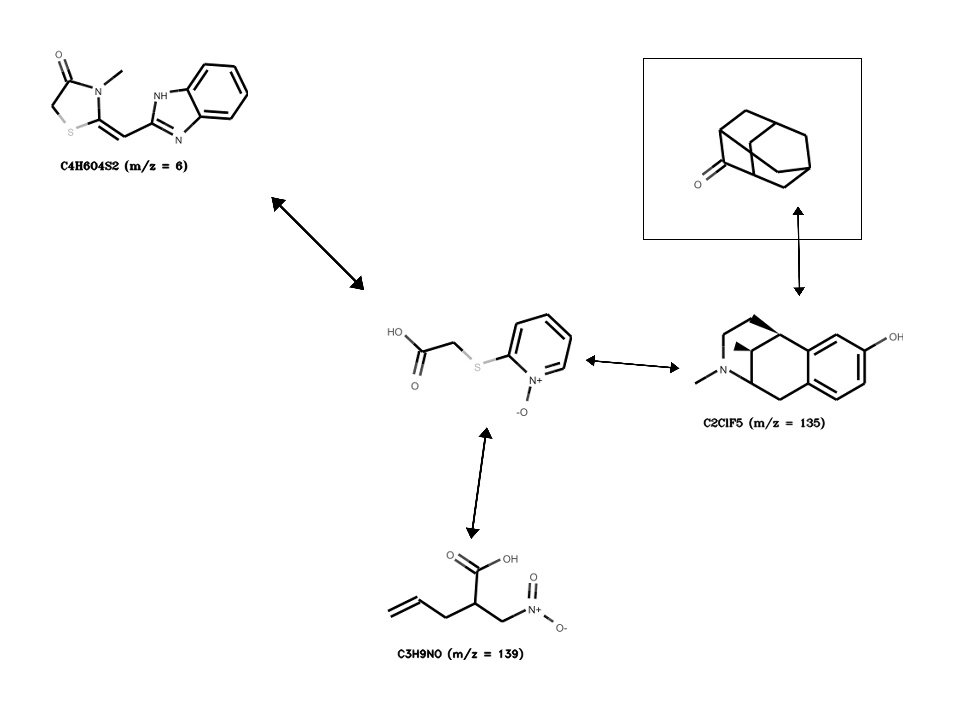 O
N
NH
S
N
C4H6O4S2 (m/z = 6)
O
HO
O
S
N+
-O
OH
N
C2ClF5 (m/z = 135)
O
OH
O
N+
O-
C3H9NO (m/z = 139)